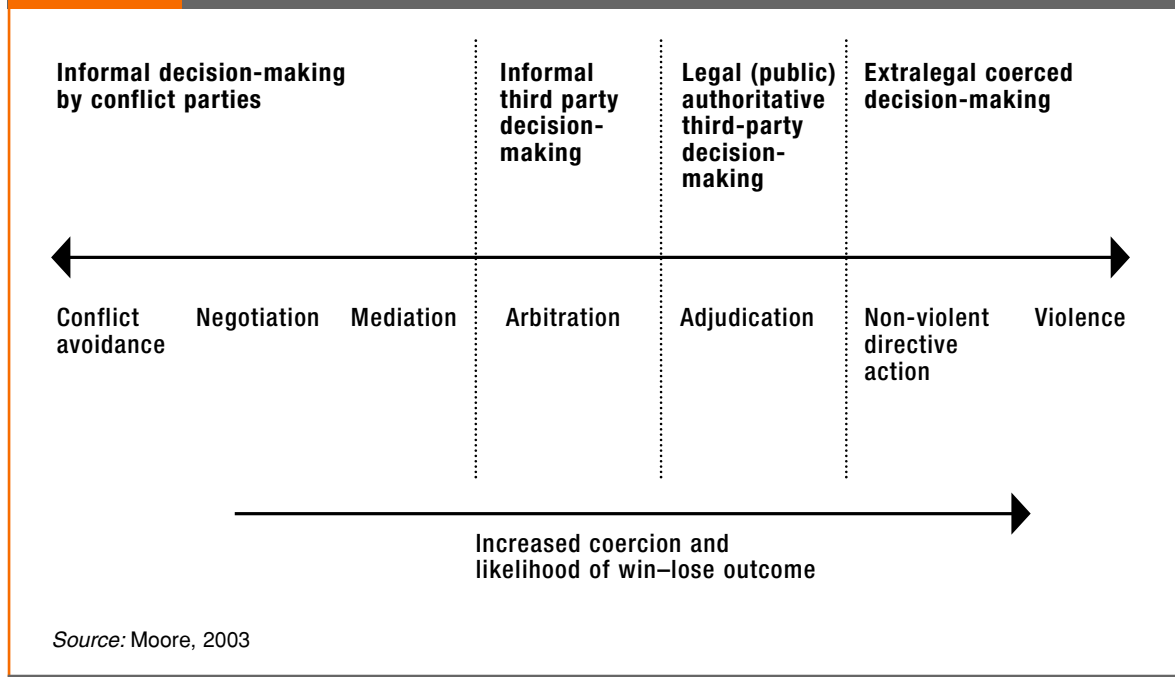 Informal decision-making
by conflict parties
Informal
third party
decision-
making
Legal (public)
authoritative
third-party
decision-
making
Extralegal coerced
decision-making
Conflict
avoidance
Negotiation
Mediation
Arbitration
Adjudication
Non-violent
directive
action
Violence
Increased coercion and
likelihood of win–lose outcome
Source: Moore, 2003